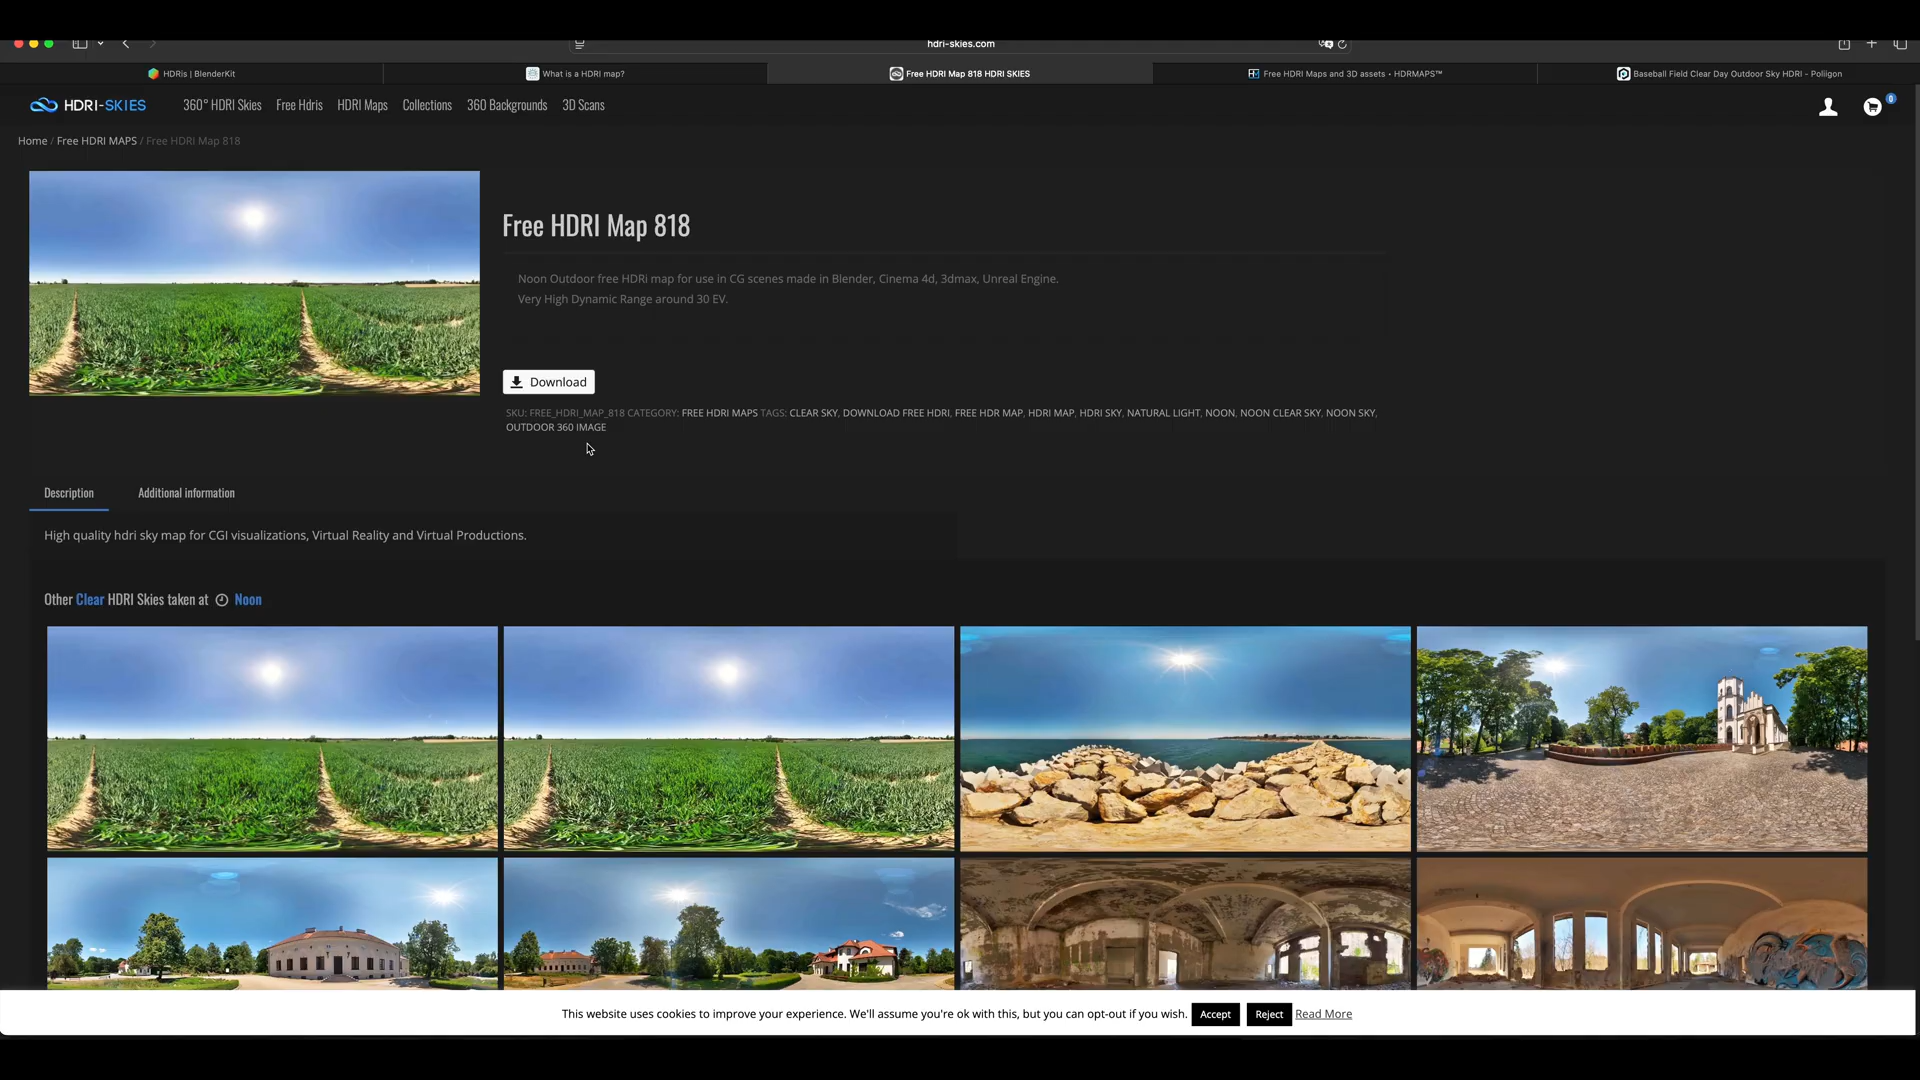 hdri-skies.com
HDRIs | BlenderKit
What is a HDRI map?
Free HDRI Map 818 HDRI SKIES
Free HDRI Maps and 3D assets • HDRMAPS™
Baseball Field Clear Day Outdoor Sky HDRI - Poliigon
HDRI-SKIES
360° HDRI Skies
Free Hdris
HDRI Maps
Collections
360 Backgrounds
3D Scans
0
Home / Free HDRI MAPS / Free HDRI Map 818
Free HDRI Map 818
Noon Outdoor free HDRi map for use in CG scenes made in Blender, Cinema 4d, 3dmax, Unreal Engine.
Very High Dynamic Range around 30 EV.
Download
SKU: FREE_HDRI_MAP_818 CATEGORY: FREE HDRI MAPS TAGS: CLEAR SKY, DOWNLOAD FREE HDRI, FREE HDR MAP, HDRI MAP, HDRI SKY, NATURAL LIGHT, NOON, NOON CLEAR SKY, NOON SKY,
OUTDOOR 360 IMAGE
Description
Additional information
High quality hdri sky map for CGI visualizations, Virtual Reality and Virtual Productions.
Other Clear HDRI Skies taken at Noon
This website uses cookies to improve your experience. We'll assume you're ok with this, but you can opt-out if you wish. Accept Reject Read More